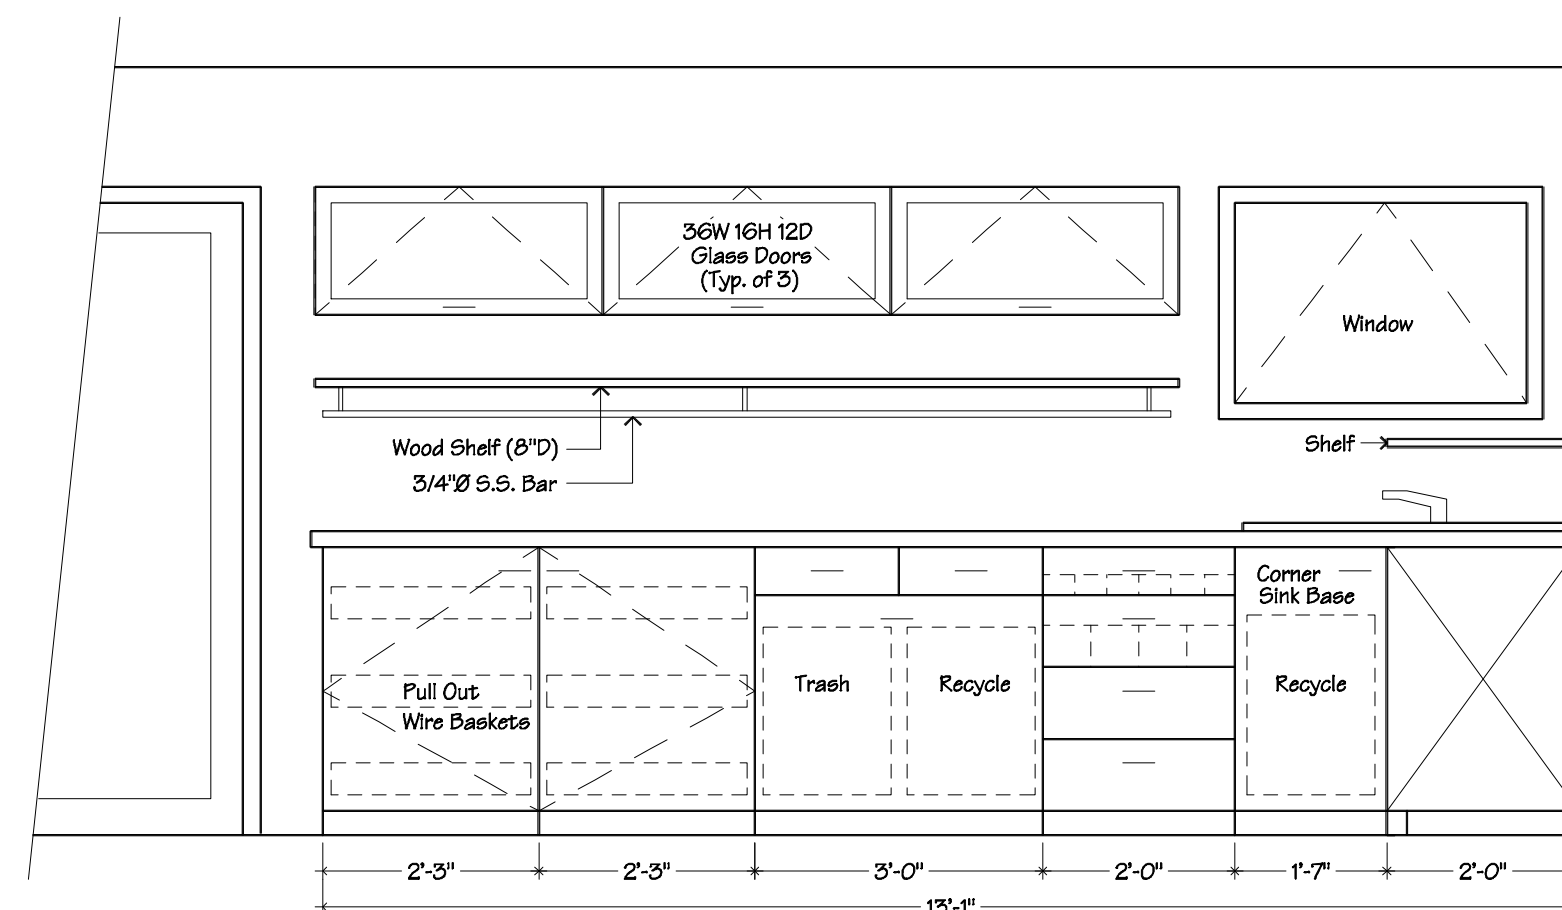 36W 16H 12D
Glass Doors
(Typ. of 3)
Window
Wood Shelf (8"D)
3/4"Ø S.S. Bar
Shelf
Corner
Sink Base
Pull Out
Wire Baskets
Trash
Recycle
Recycle
2'-3"
2'-3"
3'-0"
2'-0"
1'-7"
2'-0"
13'-1"